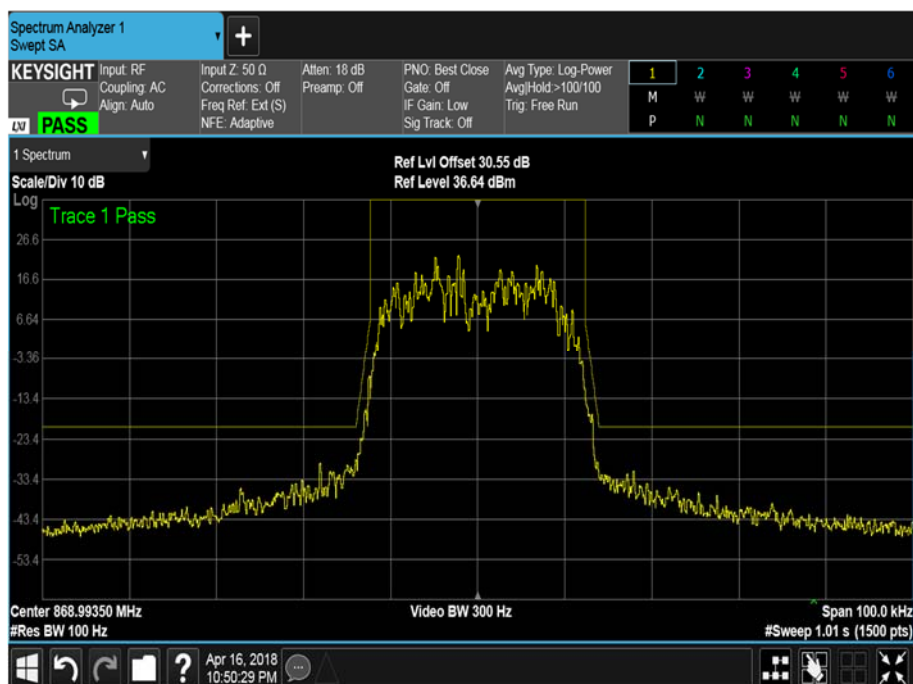 Spectrum Analyzer 1
Swept SA
KEYSIGHT
LXI
PASS
Input: RF
Coupling: AC
Align: Auto
Input Z: 50 Ω
Corrections: Off
Freq Ref: Ext (S)
NFE: Adaptive
Atten: 18 dB
Preamp: Off
PNO: Best Close
Gate: Off
IF Gain: Low
Sig Track: Off
Avg Type: Log-Power
Avg|Hold:>100/100
Trig: Free Run
1 2 3 4 5 6
M W W W W W
P N N N N N
1 Spectrum
Scale/Div 10 dB
Ref Lvl Offset 30.55 dB
Ref Level 36.64 dBm
Log
Trace 1 Pass
26.6
16.6
6.64
-3.36
-13.4
-23.4
-33.4
-43.4
-53.4
Center 868.99350 MHz
Video BW 300 Hz
Span 100.0 kHz
#Res BW 100 Hz
#Sweep 1.01 s (1500 pts)
?
Apr 16, 2018
10:50:29 PM